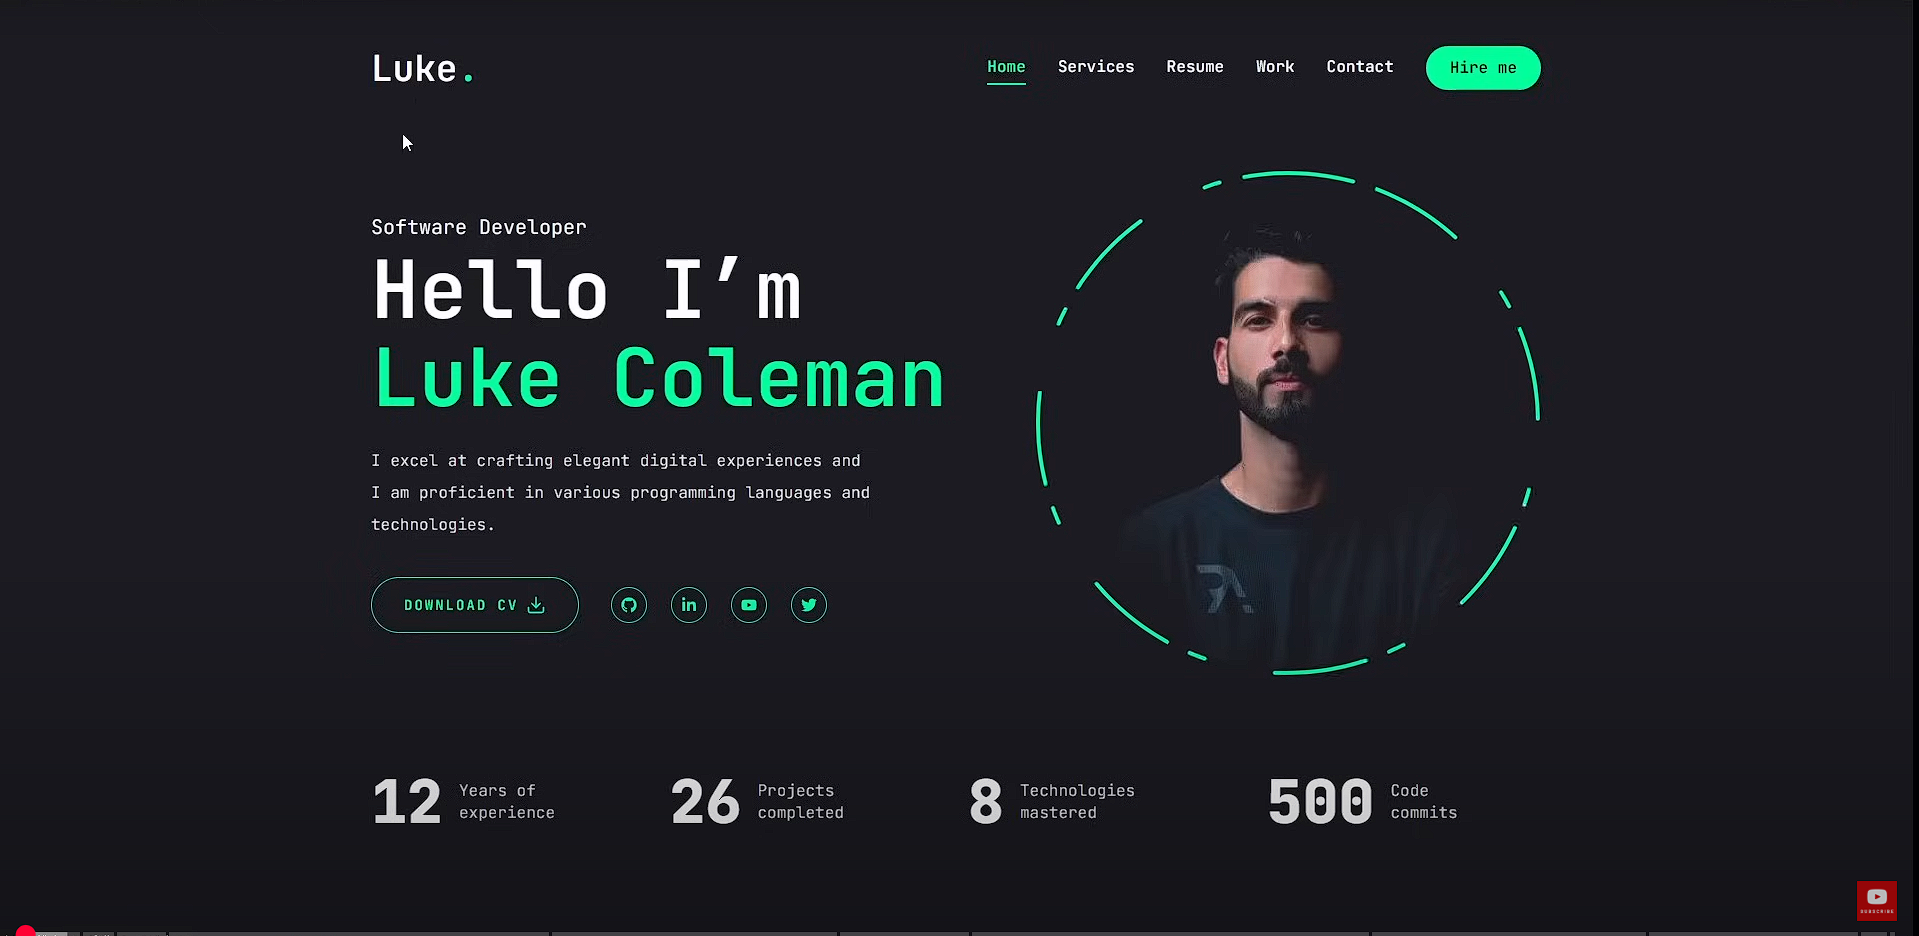 Luke.
Home Services Resume Work Contact Hire me
Software Developer
Hello I’m
Luke Coleman
I excel at crafting elegant digital experiences and
I am proficient in various programming languages and
technologies.
DOWNLOAD CV
in
12 Years of
experience
26 Projects
completed
8 Technologies
mastered
500 Code
commits
SUBSCRIBE